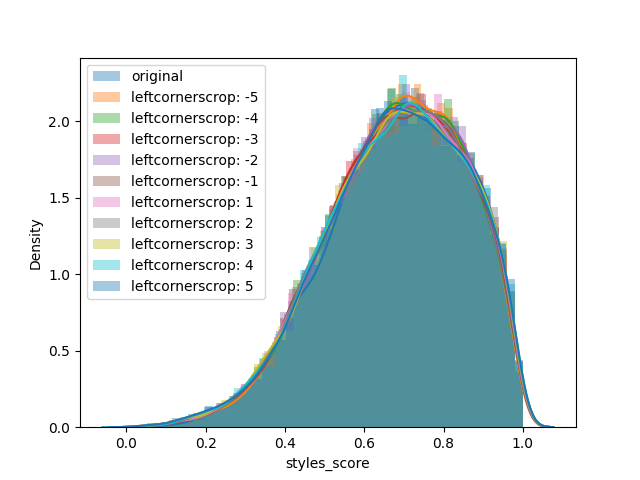 original
leftcornerscrop: -5
leftcornerscrop: -4
leftcornerscrop: -3
leftcornerscrop: -2
leftcornerscrop: -1
leftcornerscrop: 1
leftcornerscrop: 2
leftcornerscrop: 3
leftcornerscrop: 4
leftcornerscrop: 5
Density
2.0
1.5
1.0
0.5
0.0
0.0 0.2 0.4 0.6 0.8 1.0
styles_score